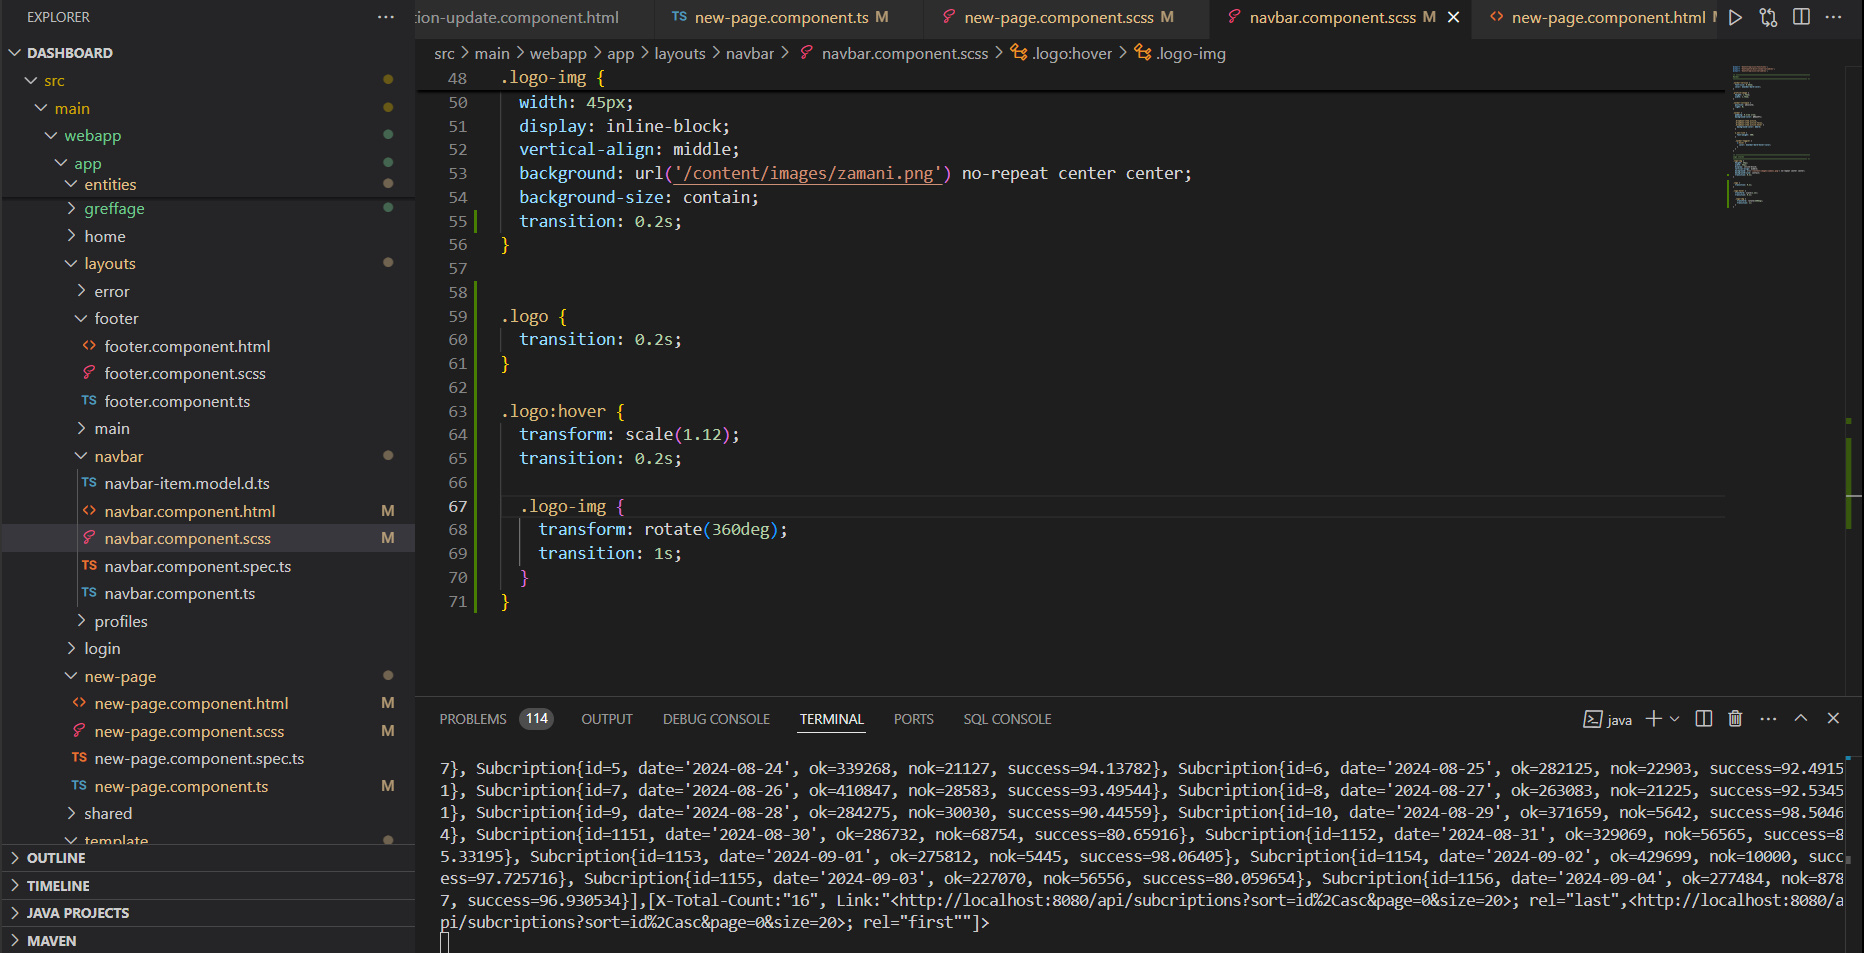 EXPLORER
DASHBOARD
src
main
webapp
app
entities
greffage
home
layouts
error
footer
footer.component.html
footer.component.scss
TS footer.component.ts
main
navbar
TS navbar-item.model.d.ts
navbar.component.html M
navbar.component.scss M
TS navbar.component.spec.ts
TS navbar.component.ts
profiles
login
new-page
new-page.component.html M
new-page.component.scss M
TS new-page.component.spec.ts
TS new-page.component.ts M
shared
template
OUTLINE
TIMELINE
JAVA PROJECTS
MAVEN
tion-update.component.html TS new-page.component.ts M new-page.component.scss M navbar.component.scss M new-page.component.html
src > main > webapp > app > layouts > navbar > navbar.component.scss > .logo:hover > .logo-img
48 .logo-img {
50 width: 45px;
51 display: inline-block;
52 vertical-align: middle;
53 background: url('/content/images/zamani.png') no-repeat center center;
54 background-size: contain;
55 transition: 0.2s;
56 }
57
58
59 .logo {
60 transition: 0.2s;
61 }
62
63 .logo:hover {
64 transform: scale(1.12);
65 transition: 0.2s;
66
67 .logo-img {
68 transform: rotate(360deg);
69 transition: 1s;
70 }
71 }
PROBLEMS 114 OUTPUT DEBUG CONSOLE TERMINAL PORTS SQL CONSOLE java
7}, Subcription{id=5, date='2024-08-24', ok=339268, nok=21127, success=94.13782}, Subcription{id=6, date='2024-08-25', ok=282125, nok=22903, success=92.4915
1}, Subcription{id=7, date='2024-08-26', ok=410847, nok=28583, success=93.49544}, Subcription{id=8, date='2024-08-27', ok=263083, nok=21225, success=92.5345
1}, Subcription{id=9, date='2024-08-28', ok=284275, nok=30030, success=90.44559}, Subcription{id=10, date='2024-08-29', ok=371659, nok=5642, success=98.5046
4}, Subcription{id=1151, date='2024-08-30', ok=286732, nok=68754, success=80.65916}, Subcription{id=1152, date='2024-08-31', ok=329069, nok=56565, success=8
5.33195}, Subcription{id=1153, date='2024-09-01', ok=275812, nok=5445, success=98.06405}, Subcription{id=1154, date='2024-09-02', ok=429699, nok=10000, succ
ess=97.725716}, Subcription{id=1155, date='2024-09-03', ok=227070, nok=56556, success=80.059654}, Subcription{id=1156, date='2024-09-04', ok=277484, nok=878
7, success=96.930534}],[X-Total-Count:"16", Link:"<http://localhost:8080/api/subcriptions?sort=id%2Casc&page=0&size=20>; rel="last",<http://localhost:8080/a
pi/subcriptions?sort=id%2Casc&page=0&size=20>; rel="first""]>